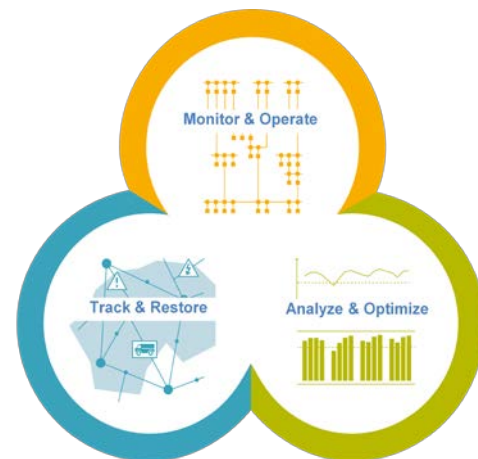 Monitor & Operate
Track & Restore
Analyze & Optimize